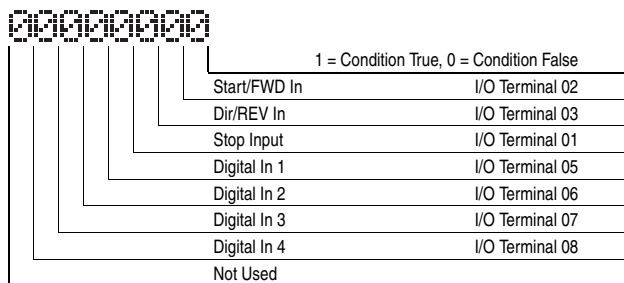 00000000
1 = Condition True, 0 = Condition False
Start/FWD In I/O Terminal 02
Dir/REV In I/O Terminal 03
Stop Input I/O Terminal 01
Digital In 1 I/O Terminal 05
Digital In 2 I/O Terminal 06
Digital In 3 I/O Terminal 07
Digital In 4 I/O Terminal 08
Not Used